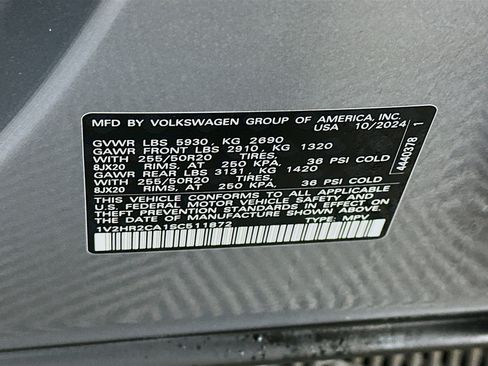 MFD BY VOLKSWAGEN GROUP OF AMERICA, INC.
USA 10/2024
GVWR LBS 5930, KG 2690
GAWR FRONT LBS 2910, KG 1320
WITH 255/50R20 TIRES,
8JX20 RIMS, AT 250 KPA, 36 PSI COLD
GAWR REAR LBS 3131, KG 1420
WITH 255/50R20 TIRES,
8JX20 RIMS, AT 250 KPA, 36 PSI COLD
THIS VEHICLE CONFORMS TO ALL APPLICABLE
U.S. FEDERAL MOTOR VEHICLE SAFETY AND
THEFT PREVENTION STANDARDS IN EFFECT ON THE
DATE OF MANUFACTURE SHOWN ABOVE.
1V2HR2CA1SC511872 TYPE: MPV
4440378 1